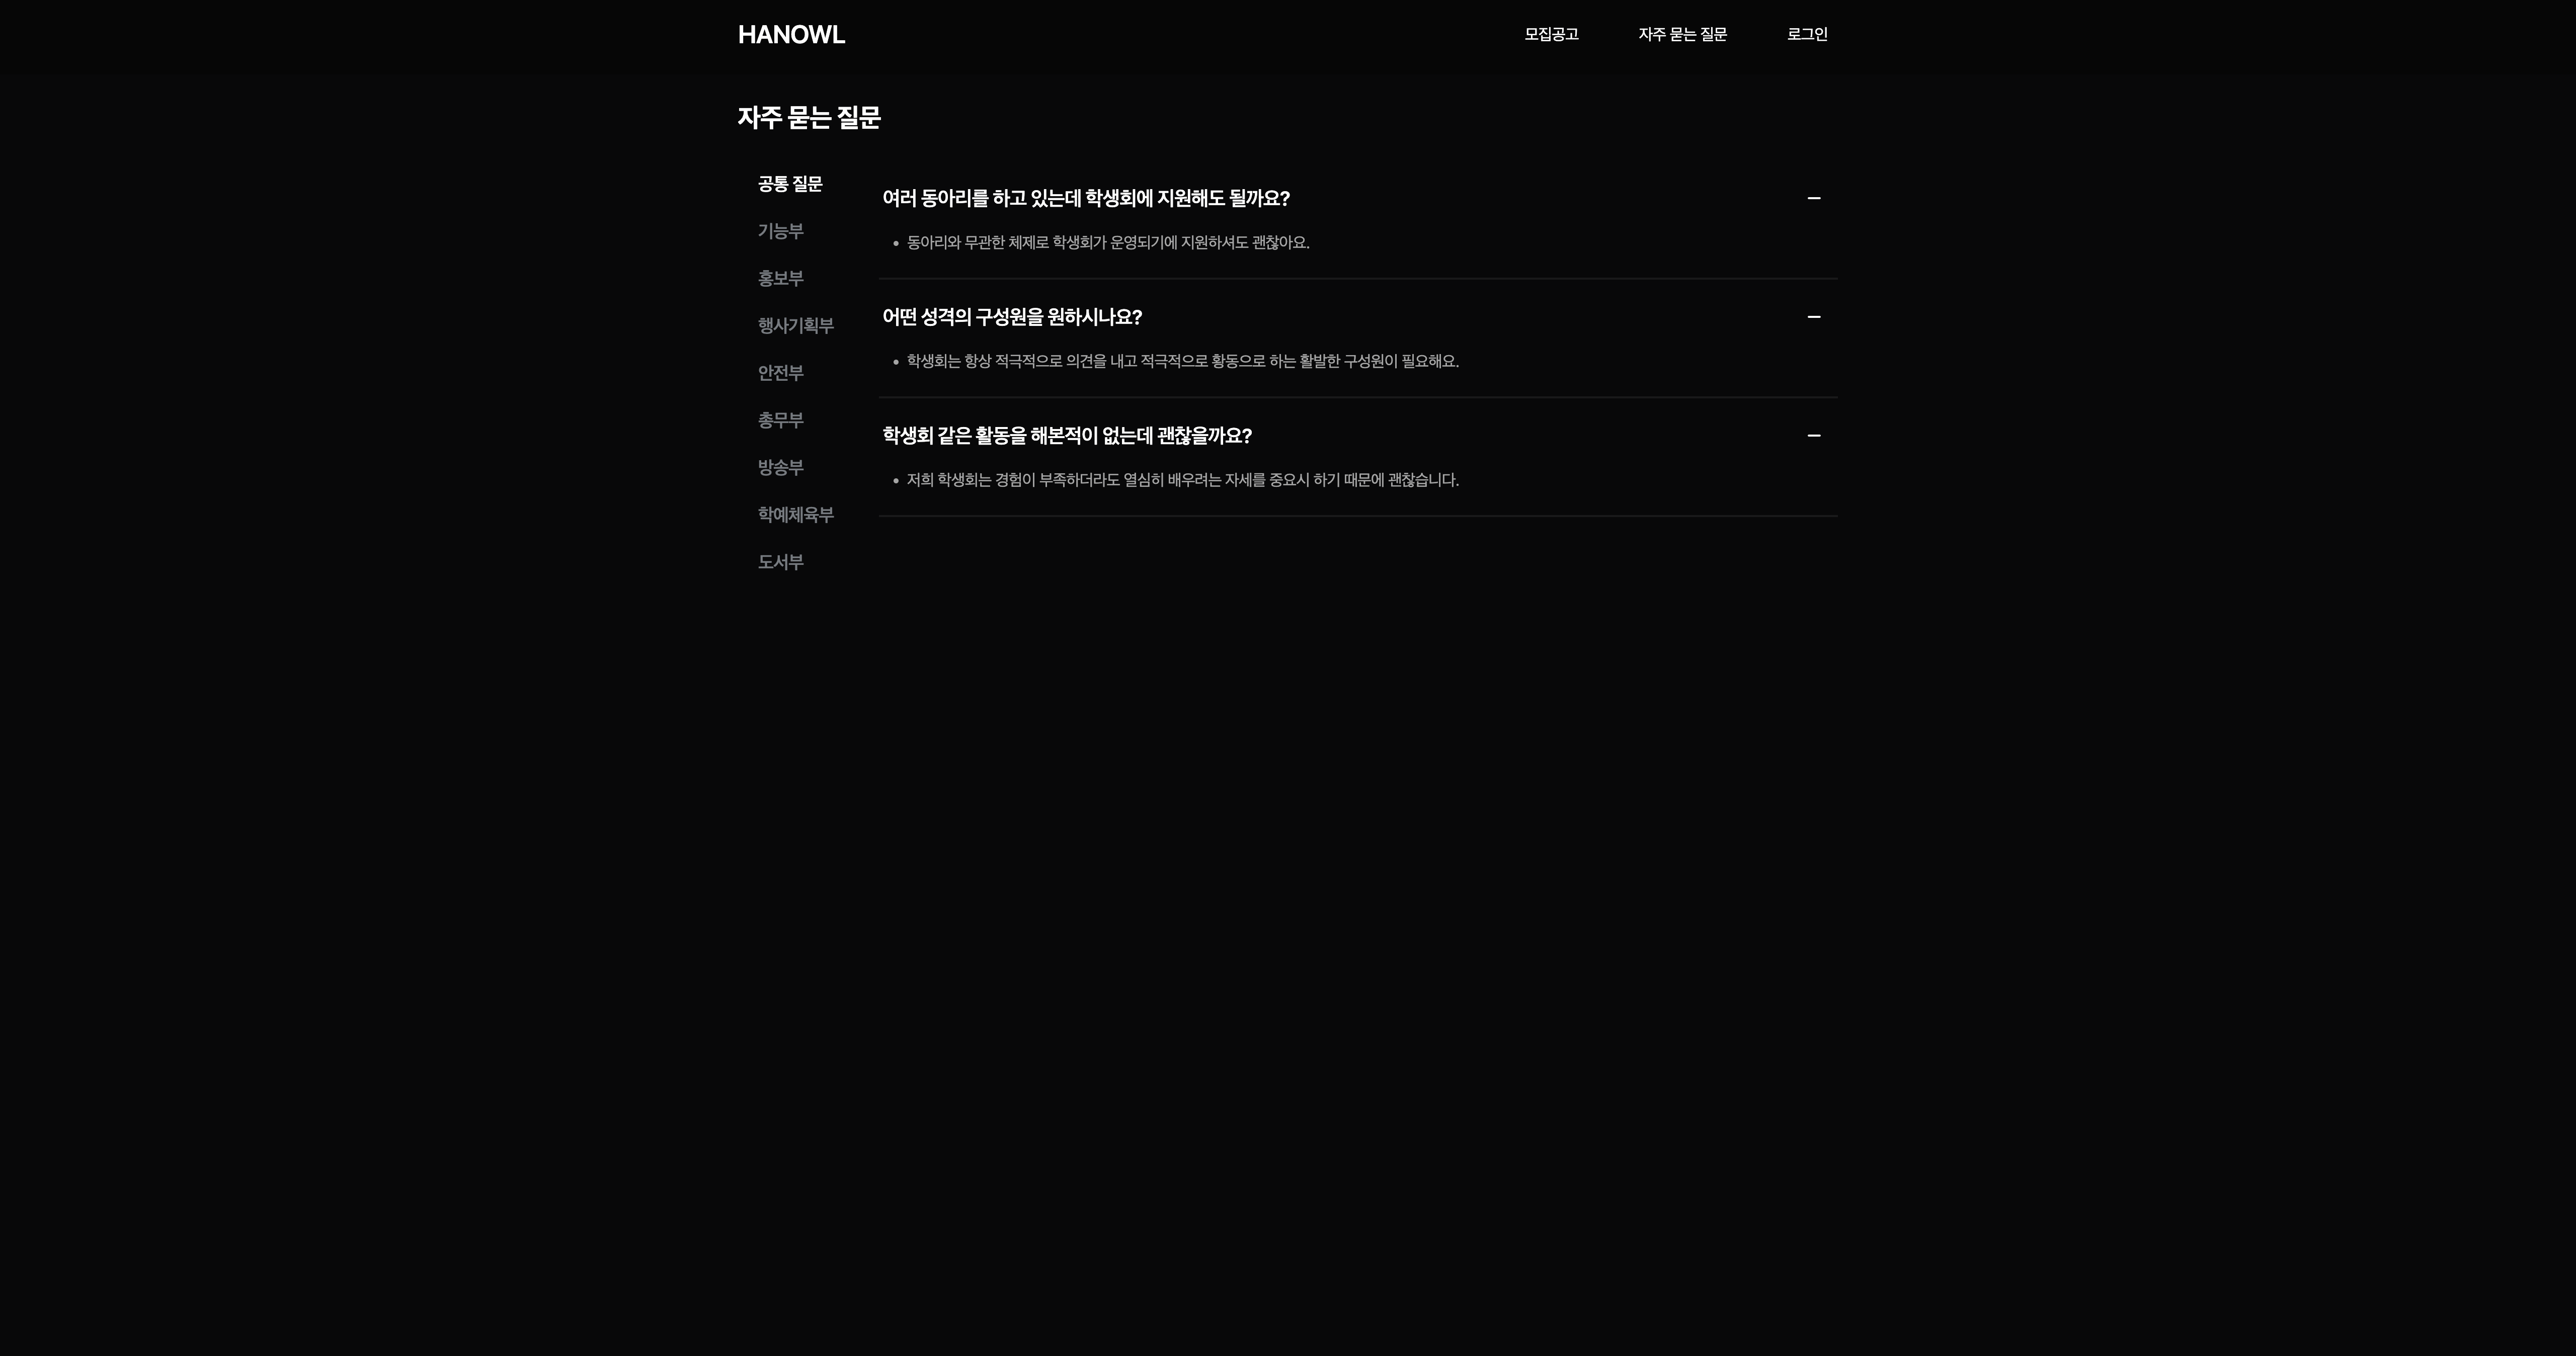 HANOWL
모집공고
자주 묻는 질문
로그인
자주 묻는 질문
공통 질문
기능부
홍보부
행사기획부
안전부
총무부
방송부
학예체육부
도서부
여러 동아리를 하고 있는데 학생회에 지원해도 될까요?
동아리와 무관한 체제로 학생회가 운영되기에 지원하셔도 괜찮아요.
어떤 성격의 구성원을 원하시나요?
학생회는 항상 적극적으로 의견을 내고 적극적으로 황동으로 하는 활발한 구성원이 필요해요.
학생회 같은 활동을 해본적이 없는데 괜찮을까요?
저희 학생회는 경험이 부족하더라도 열심히 배우려는 자세를 중요시 하기 때문에 괜찮습니다.